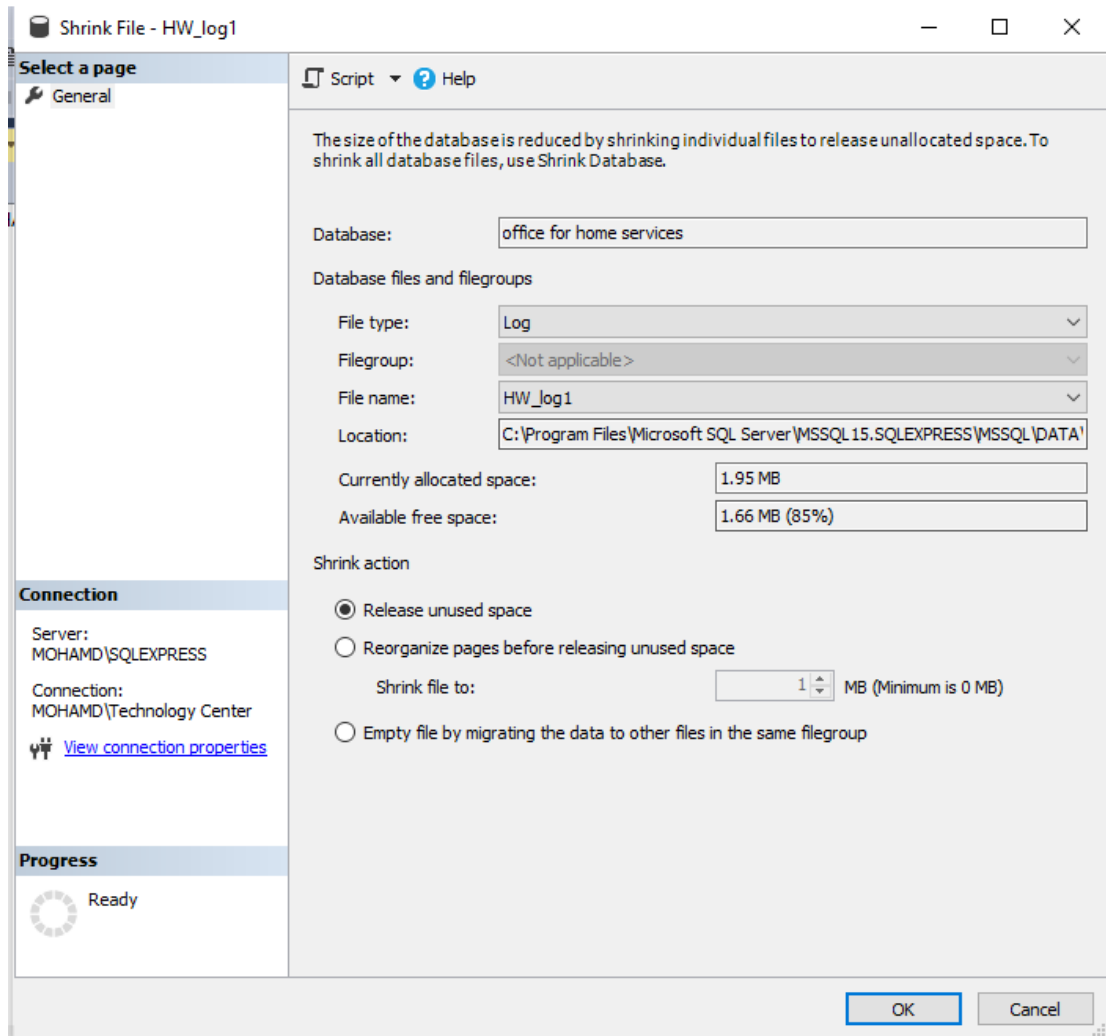 Shrink File - HW_log1
Select a page
General
Script
Help
The size of the database is reduced by shrinking individual files to release unallocated space. To
shrink all database files, use Shrink Database.
Database:
office for home services
Database files and filegroups
File type:
Log
Filegroup:
<Not applicable>
File name:
HW_log1
Location:
C:\Program Files\Microsoft SQL Server\MSSQL15.SQLEXPRESS\MSSQL\DATA\
Currently allocated space:
1.95 MB
Available free space:
1.66 MB (85%)
Shrink action
Release unused space
Reorganize pages before releasing unused space
Shrink file to:
1
MB (Minimum is 0 MB)
Empty file by migrating the data to other files in the same filegroup
Connection
Server:
MOHAMD\SQLEXPRESS
Connection:
MOHAMD\Technology Center
View connection properties
Progress
Ready
OK
Cancel